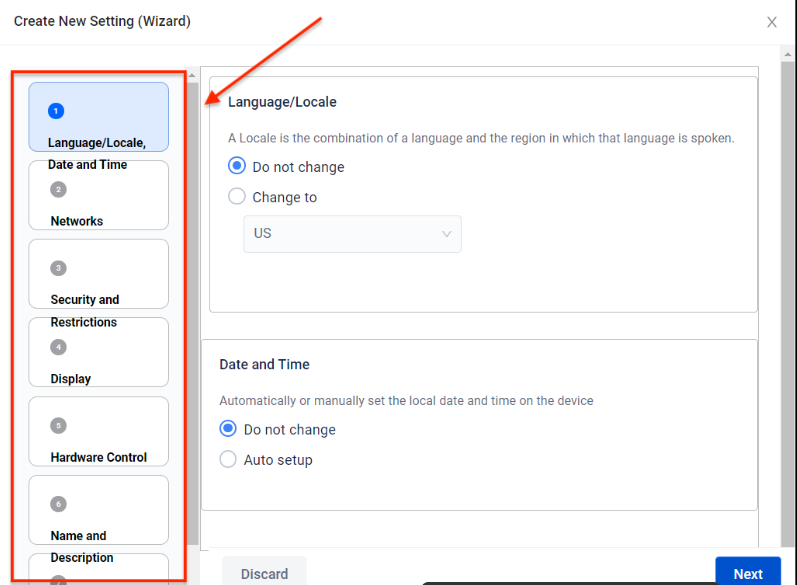 Create New Setting (Wizard)
1
Language/Locale,
Date and Time
2
Networks
3
Security and
Restrictions
4
Display
5
Hardware Control
6
Name and
Description
Language/Locale
A Locale is the combination of a language and the region in which that language is spoken.
Do not change
Change to
US
Date and Time
Automatically or manually set the local date and time on the device
Do not change
Auto setup
Discard
Next